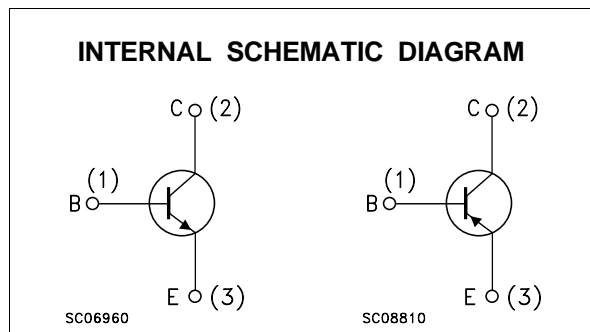 INTERNAL SCHEMATIC DIAGRAM
C (2)
(1)
B
E (3)
SC06960
C (2)
(1)
B
E (3)
SC08810